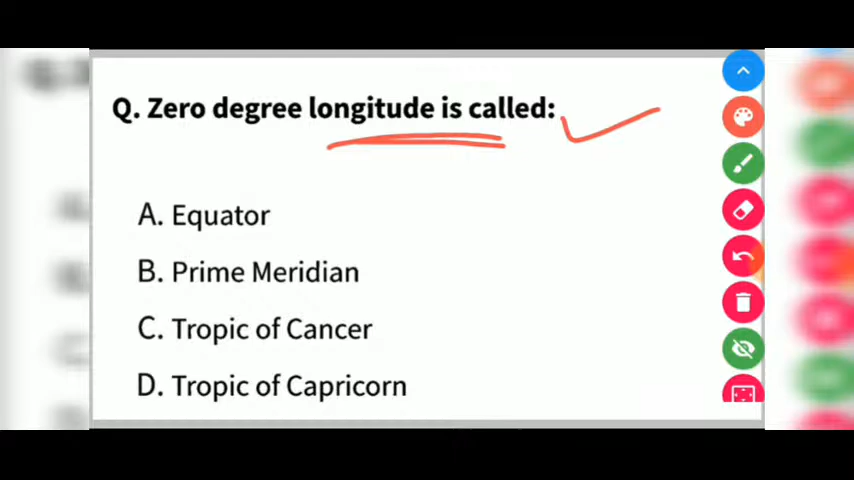 Q. Zero degree longitude is called:
A. Equator
B. Prime Meridian
C. Tropic of Cancer
D. Tropic of Capricorn